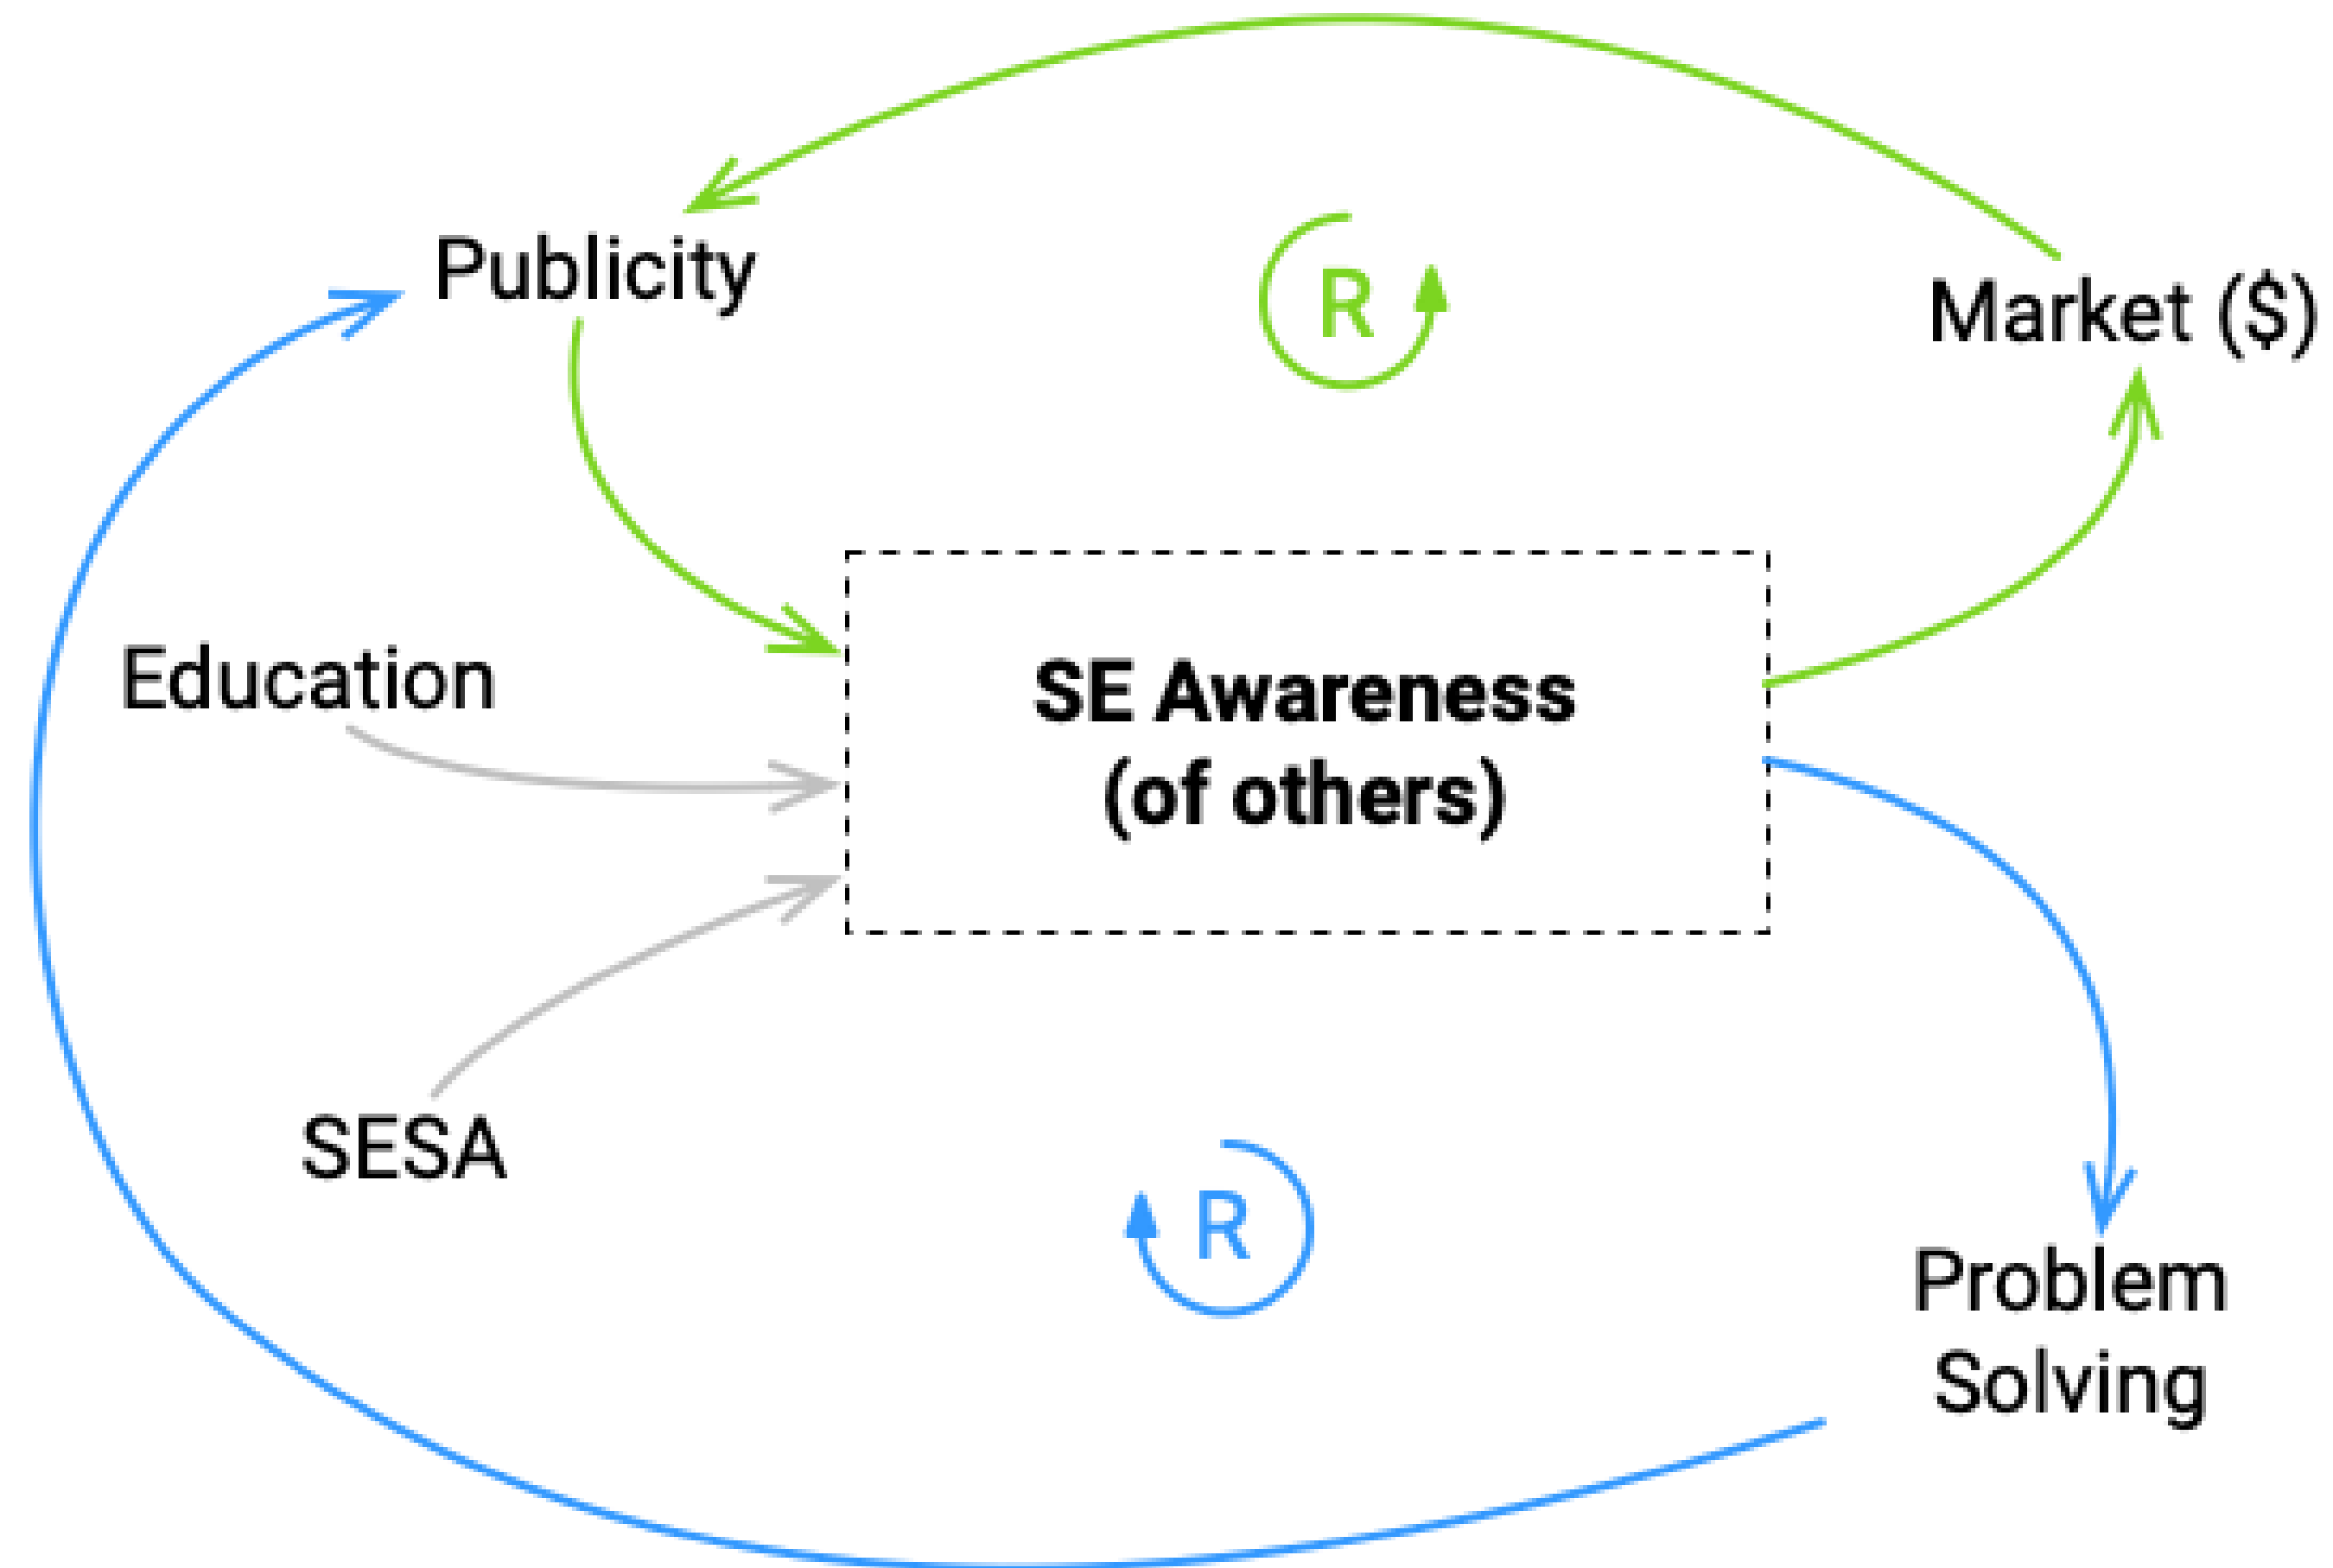 Publicity
R
Market ($)
Education
SE Awareness
(of others)
SESA
R
Problem
Solving